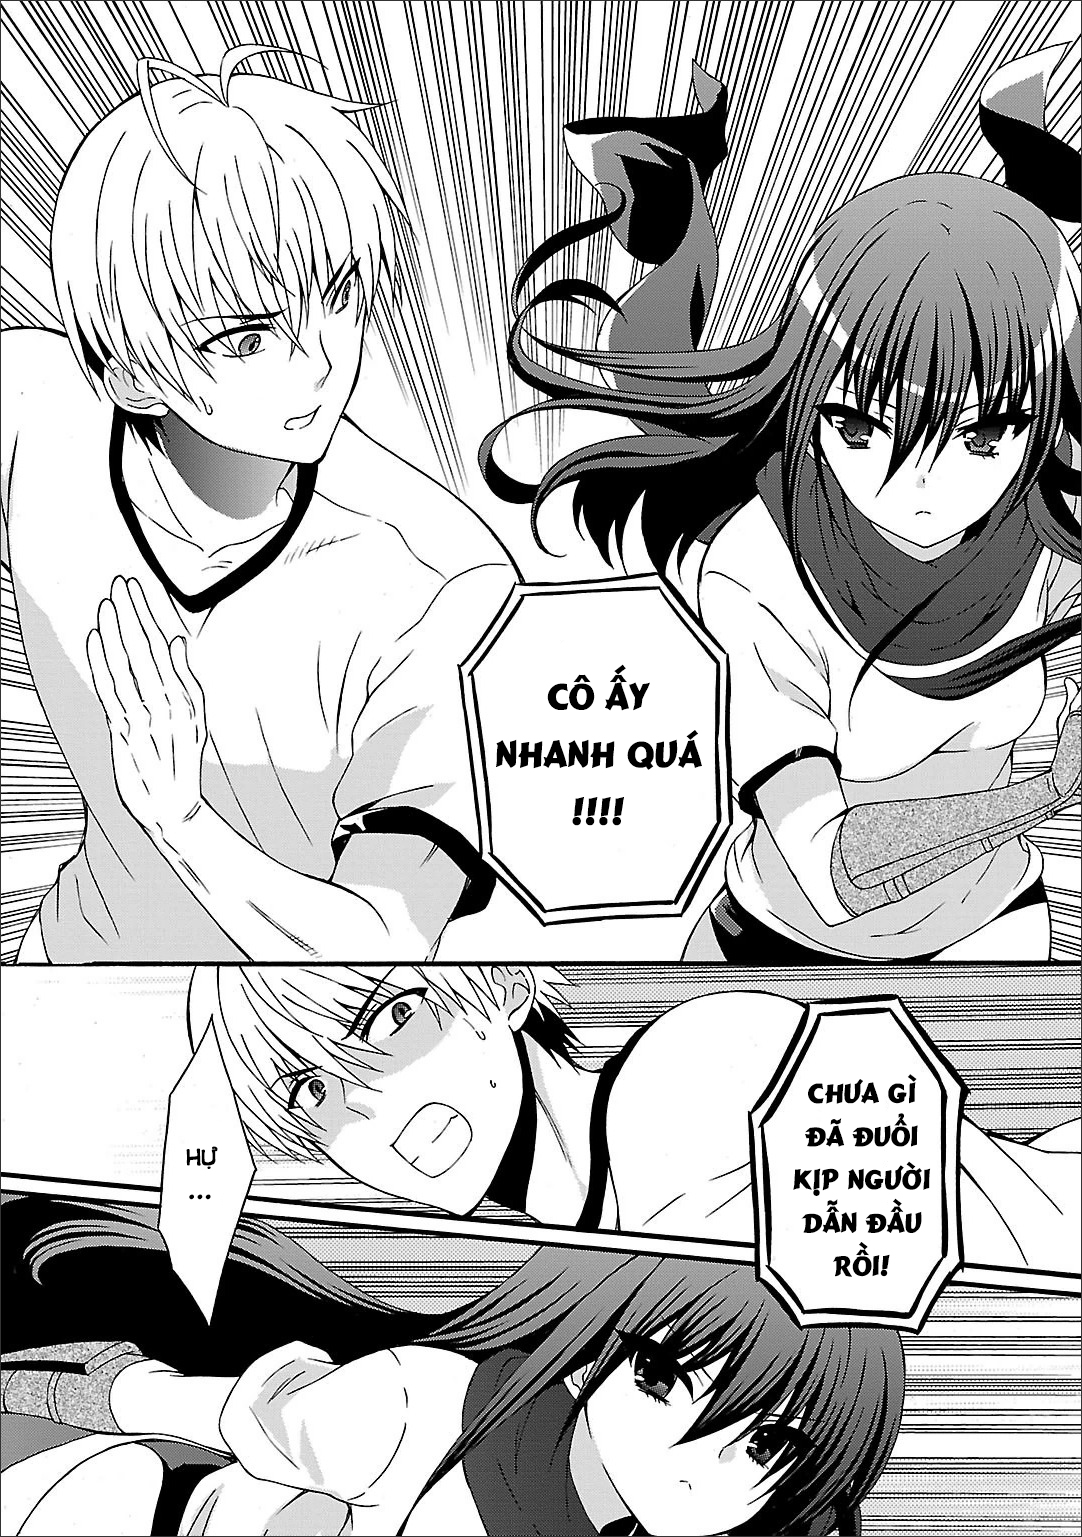 CÔ ẤY
NHANH QUÁ
!!!!
CHƯA GÌ
ĐÃ ĐUỔI
KỊP NGƯỜI
DẪN ĐẦU
RỒI!
HỰ
...